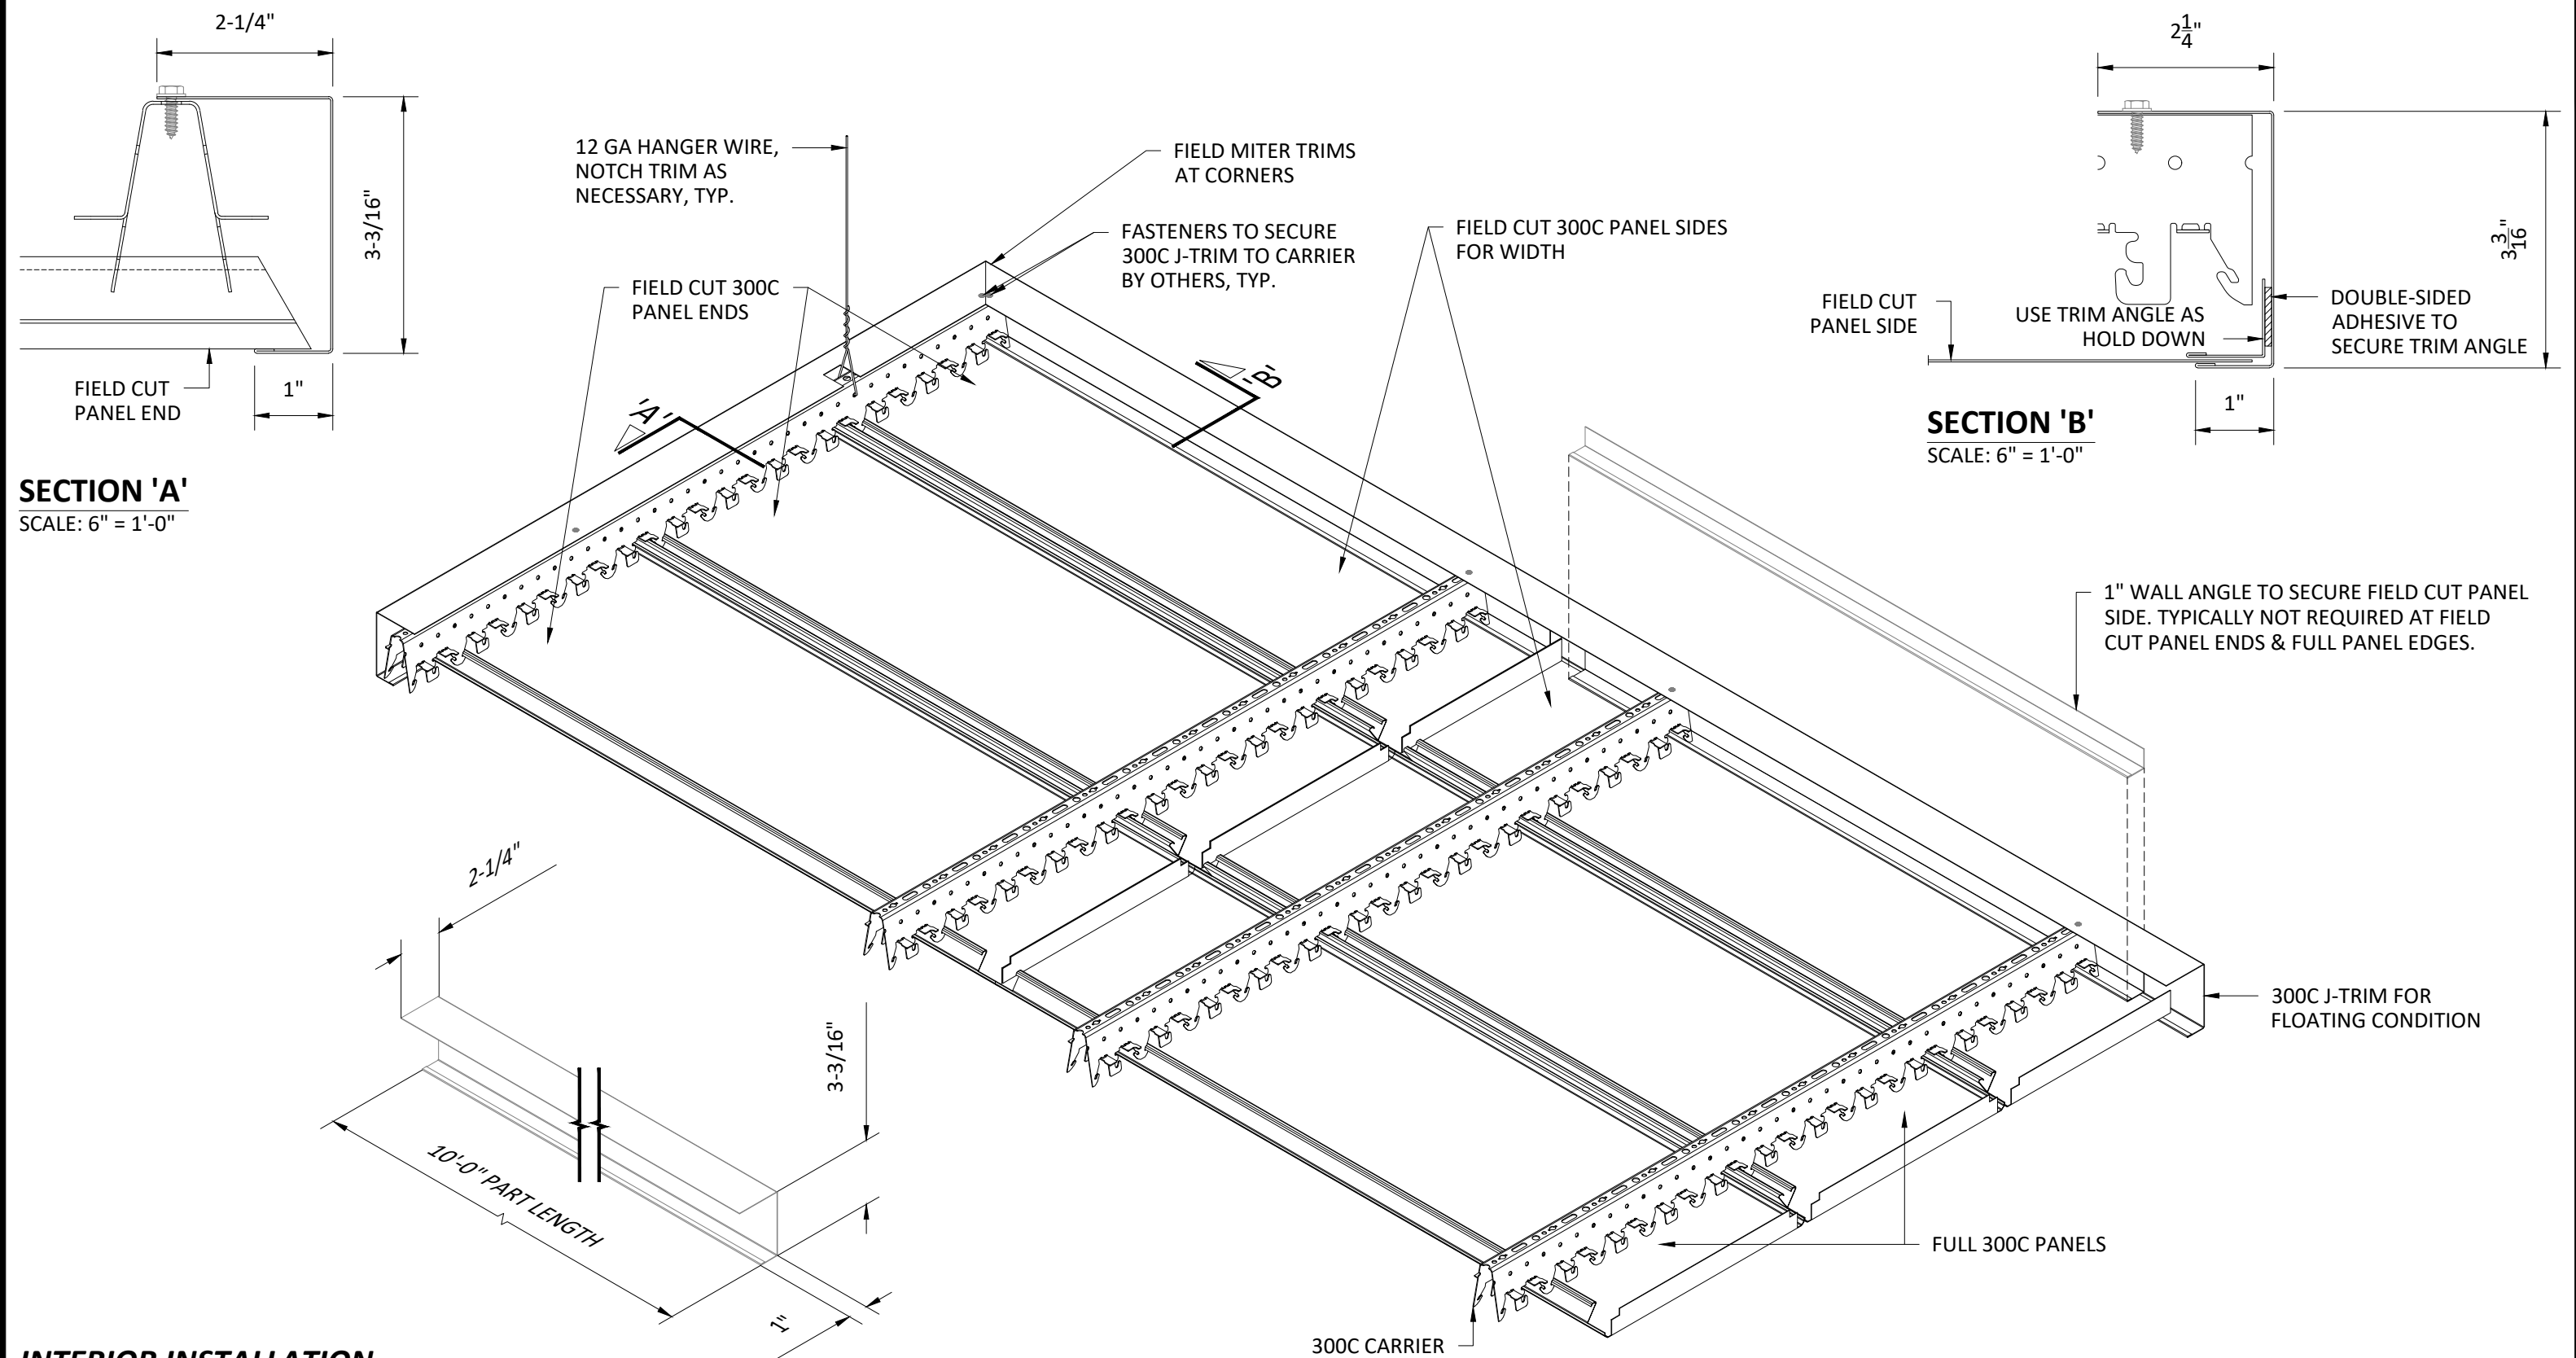 2-1/4"
3-3/16"
1"
FIELD CUT
PANEL END
SECTION 'A'
SCALE: 6" = 1'-0"
12 GA HANGER WIRE,
NOTCH TRIM AS
NECESSARY, TYP.
FIELD MITER TRIMS
AT CORNERS
FASTENERS TO SECURE
300C J-TRIM TO CARRIER
BY OTHERS, TYP.
FIELD CUT 300C PANEL SIDES
FOR WIDTH
FIELD CUT 300C
PANEL ENDS
'A'
'B'
2 1/4"
3 3/16"
FIELD CUT
PANEL SIDE
USE TRIM ANGLE AS
HOLD DOWN
DOUBLE-SIDED
ADHESIVE TO
SECURE TRIM ANGLE
1"
SECTION 'B'
SCALE: 6" = 1'-0"
1" WALL ANGLE TO SECURE FIELD CUT PANEL
SIDE. TYPICALLY NOT REQUIRED AT FIELD
CUT PANEL ENDS & FULL PANEL EDGES.
2-1/4"
3-3/16"
10'-0" PART LENGTH
1"
300C J-TRIM FOR
FLOATING CONDITION
FULL 300C PANELS
300C CARRIER
INTERIOR INSTALLATION